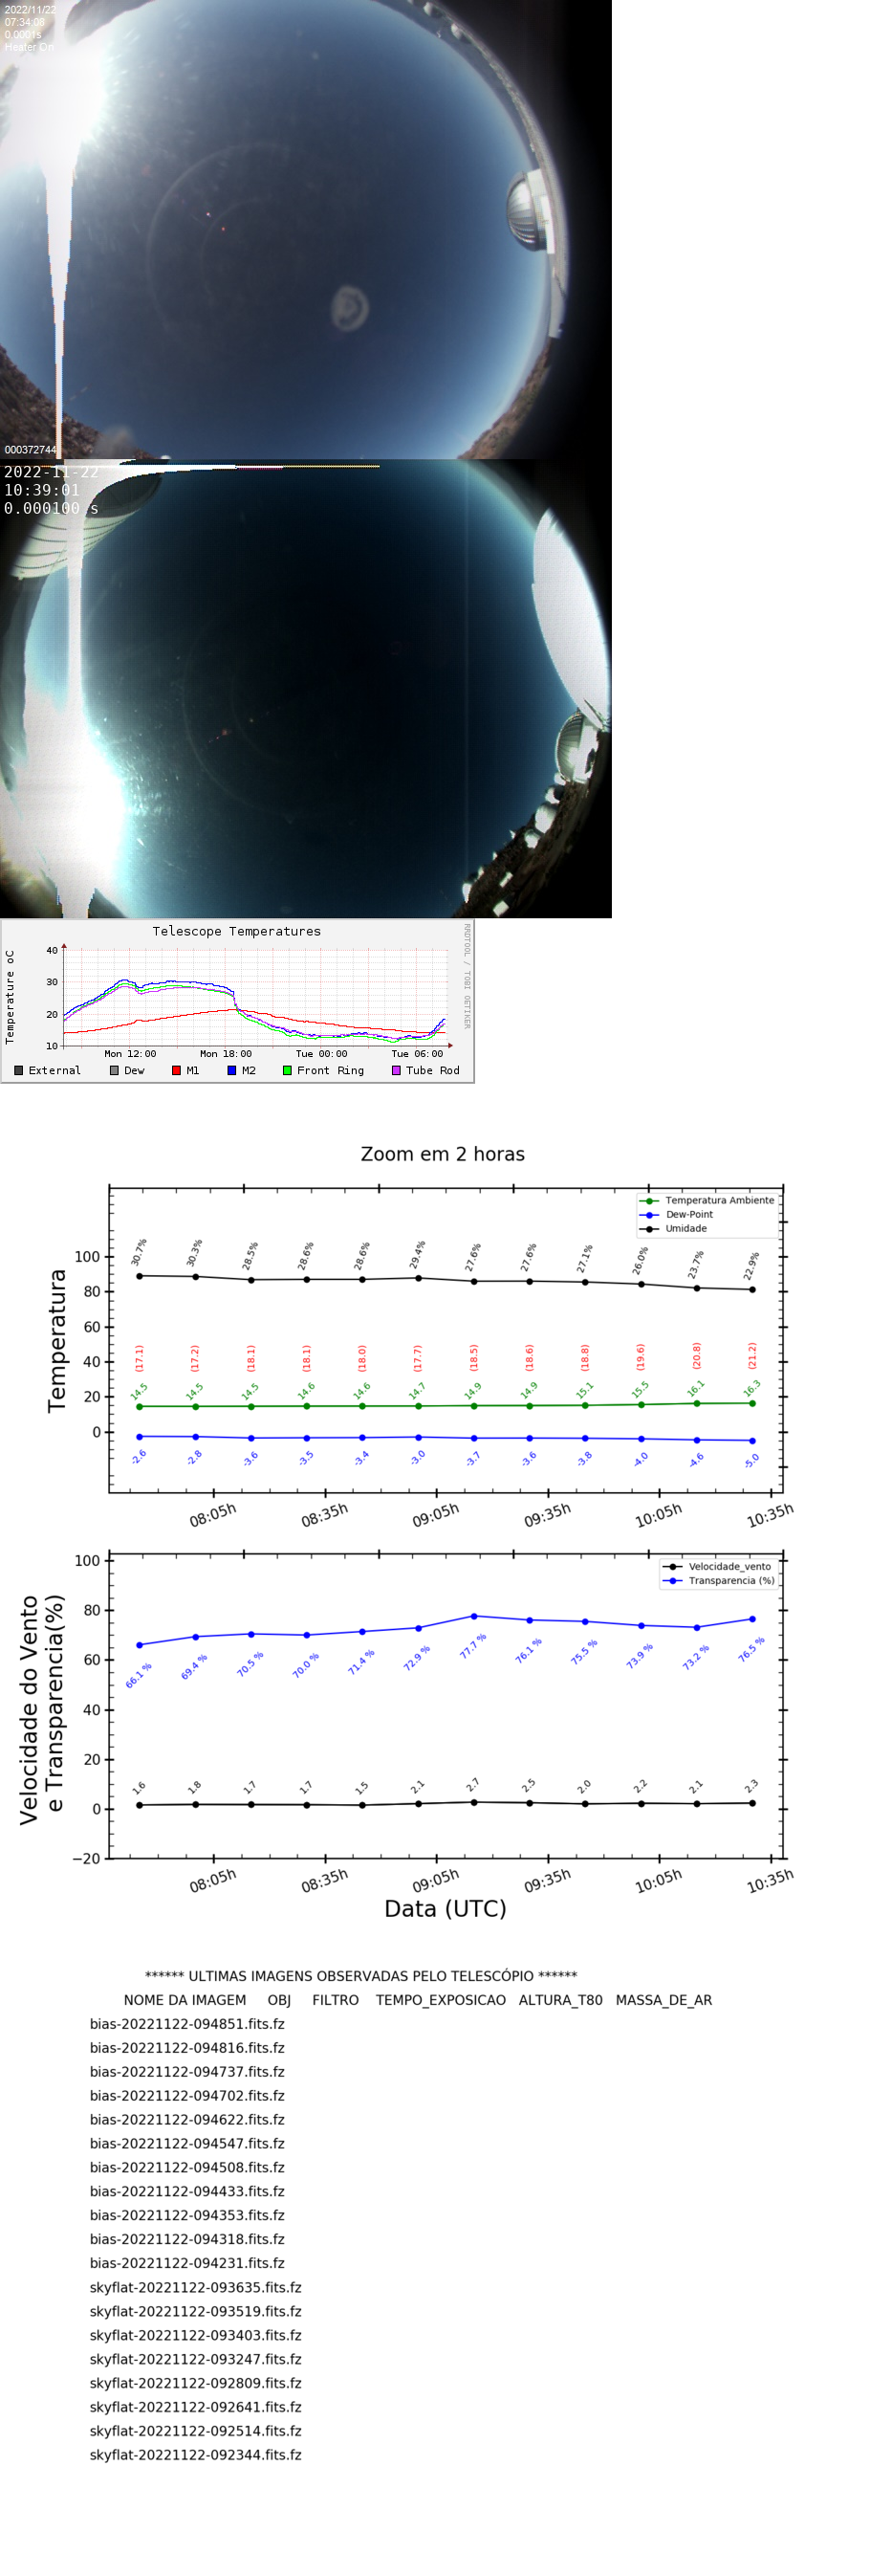 2022/11/22
07:34:08
0.0001s
Heater On
000372744
2022-11-22
10:39:01
0.000100 s
Telescope Temperatures
RRDTOOL / TOBI OETIKER
Temperature oC
40
30
20
10
Mon 12:00 Mon 18:00 Tue 00:00 Tue 06:00
External Dew M1 M2 Front Ring Tube Rod
Zoom em 2 horas
Temperatura Ambiente
Dew-Point
Umidade
Temperatura
100
80
60
40
20
0
30.7% 30.3% 28.5% 28.6% 28.6% 29.4% 27.6% 27.6% 27.1% 26.0% 23.7% 22.9%
(17.1) (17.2) (18.1) (18.1) (18.0) (17.7) (18.5) (18.6) (18.8) (19.6) (20.8) (21.2)
14.5 14.5 14.5 14.6 14.6 14.7 14.9 14.9 15.1 15.5 16.1 16.3
-2.6 -2.8 -3.6 -3.5 -3.4 -3.0 -3.7 -3.6 -3.8 -4.0 -4.6 -5.0
08:05h 08:35h 09:05h 09:35h 10:05h 10:35h
Velocidade_vento
Transparencia (%)
Velocidade do Vento
e Transparencia(%)
100
80
60
40
20
0
−20
66.1 % 69.4 % 70.5 % 70.0 % 71.4 % 72.9 % 77.7 % 76.1 % 75.5 % 73.9 % 73.2 % 76.5 %
1.6 1.8 1.7 1.7 1.5 2.1 2.7 2.5 2.0 2.2 2.1 2.3
08:05h 08:35h 09:05h 09:35h 10:05h 10:35h
Data (UTC)
****** ULTIMAS IMAGENS OBSERVADAS PELO TELESCÓPIO ******
NOME DA IMAGEM OBJ FILTRO TEMPO_EXPOSICAO ALTURA_T80 MASSA_DE_AR
bias-20221122-094851.fits.fz
bias-20221122-094816.fits.fz
bias-20221122-094737.fits.fz
bias-20221122-094702.fits.fz
bias-20221122-094622.fits.fz
bias-20221122-094547.fits.fz
bias-20221122-094508.fits.fz
bias-20221122-094433.fits.fz
bias-20221122-094353.fits.fz
bias-20221122-094318.fits.fz
bias-20221122-094231.fits.fz
skyflat-20221122-093635.fits.fz
skyflat-20221122-093519.fits.fz
skyflat-20221122-093403.fits.fz
skyflat-20221122-093247.fits.fz
skyflat-20221122-092809.fits.fz
skyflat-20221122-092641.fits.fz
skyflat-20221122-092514.fits.fz
skyflat-20221122-092344.fits.fz